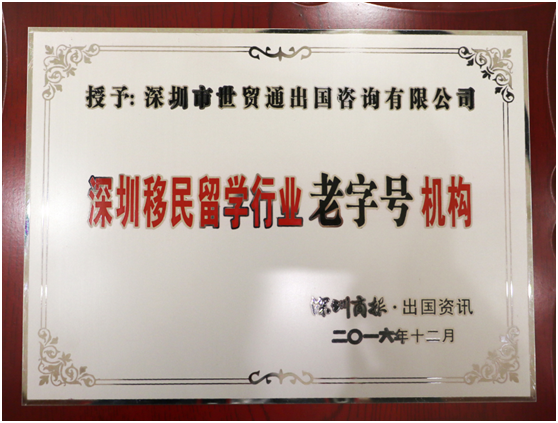 授予:深圳市世贸通出国咨询有限公司
深圳移民留学行业老字号机构
深圳商报·出国资讯
二〇一六年十二月